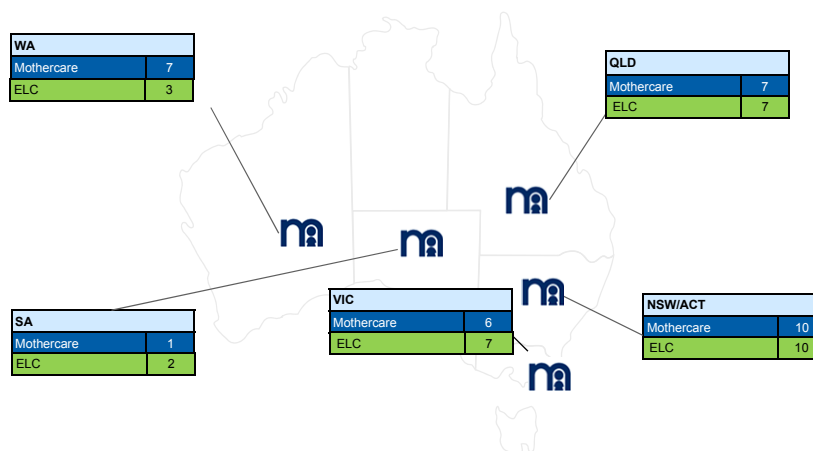 WA
Mothercare 7
ELC 3
QLD
Mothercare 7
ELC 7
SA
Mothercare 1
ELC 2
VIC
Mothercare 6
ELC 7
NSW/ACT
Mothercare 10
ELC 10